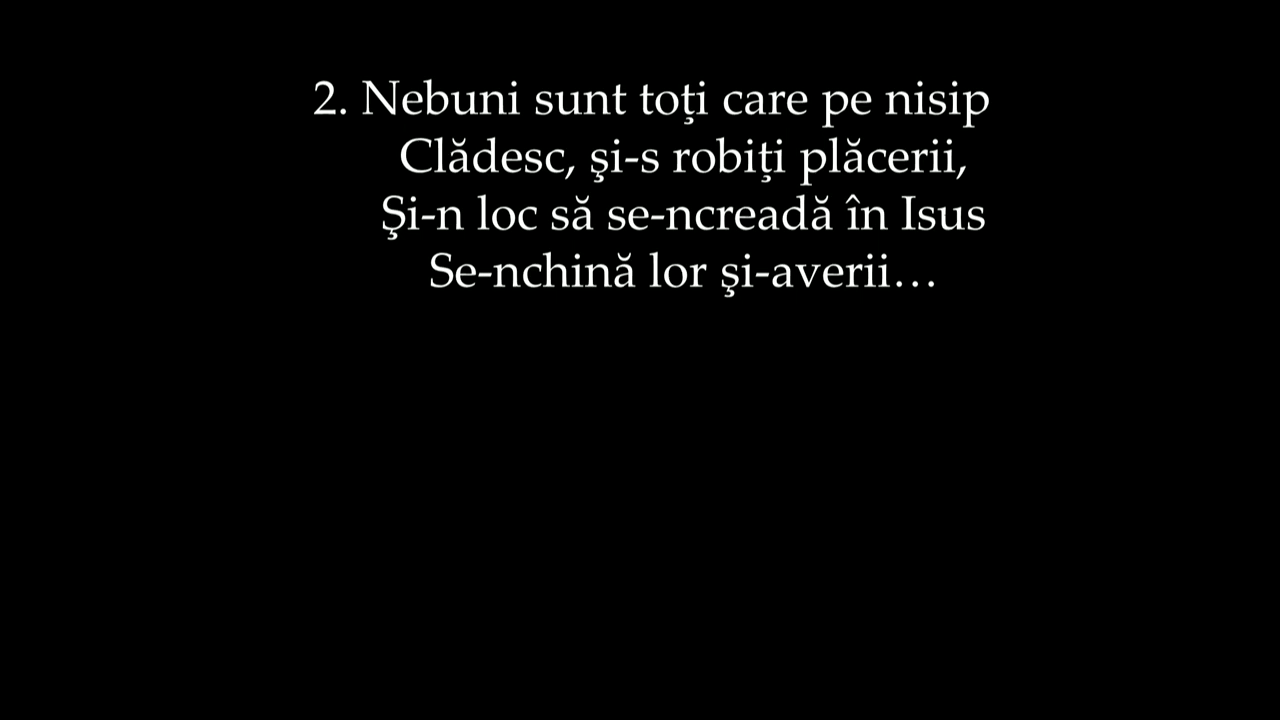 2. Nebuni sunt toţi care pe nisip
Clădesc, şi-s robiţi plăcerii,
Şi-n loc să se-ncreadă în Isus
Se-nchină lor şi-averii…